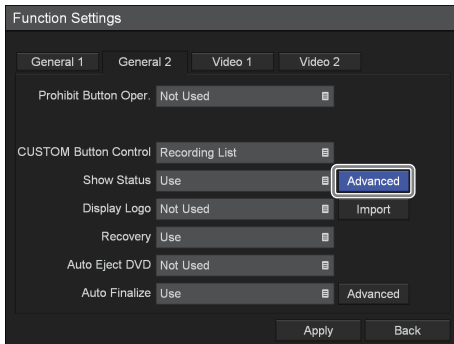 Function Settings
General 1 General 2 Video 1 Video 2
Prohibit Button Oper. Not Used
CUSTOM Button Control Recording List
Show Status Use Advanced
Display Logo Not Used Import
Recovery Use
Auto Eject DVD Not Used
Auto Finalize Use Advanced
Apply Back